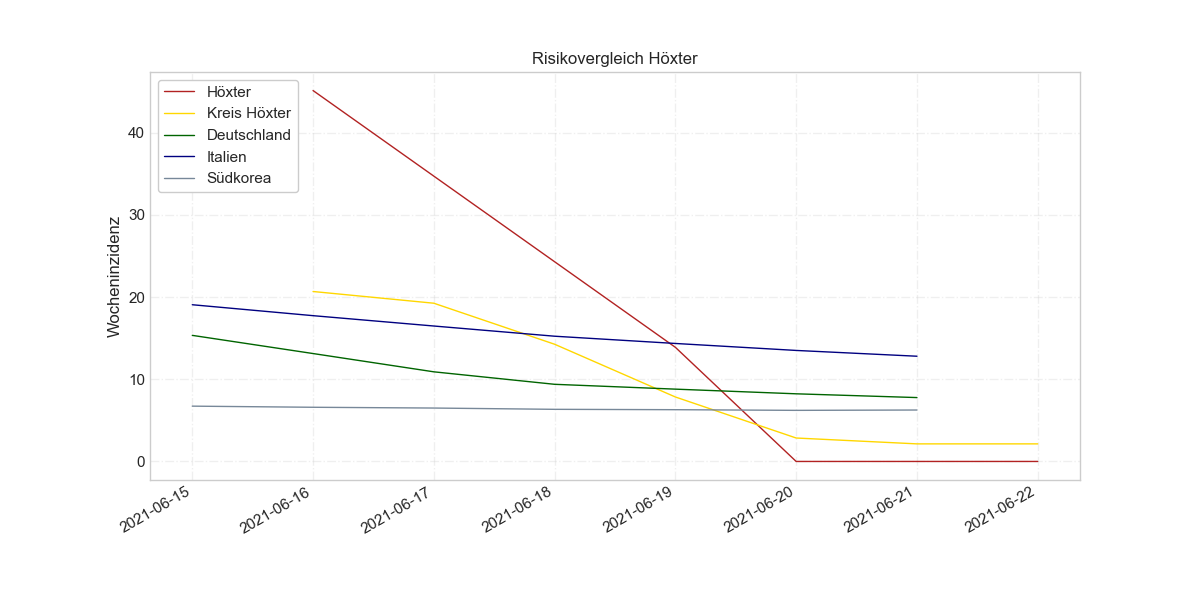 Risikovergleich Höxter
Höxter
Kreis Höxter
Deutschland
Italien
Südkorea
Wocheninzidenz
40
30
20
10
0
2021-06-15
2021-06-16
2021-06-17
2021-06-18
2021-06-19
2021-06-20
2021-06-21
2021-06-22